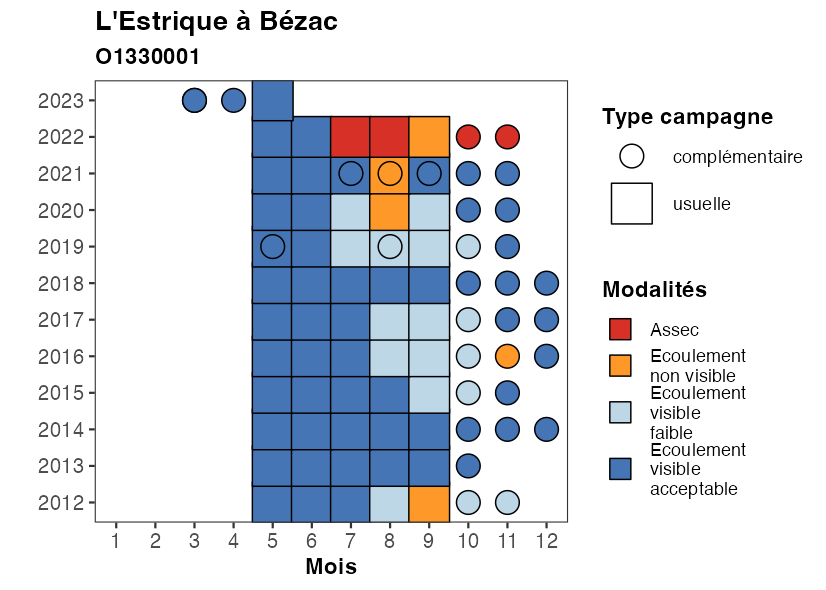 L'Estrique à Bézac
O1330001
2023
2022
2021
2020
2019
2018
2017
2016
2015
2014
2013
2012
1 2 3 4 5 6 7 8 9 10 11 12
Mois
Type campagne
complémentaire
usuelle
Modalités
Assec
Ecoulement
non visible
Ecoulement
visible
faible
Ecoulement
visible
acceptable